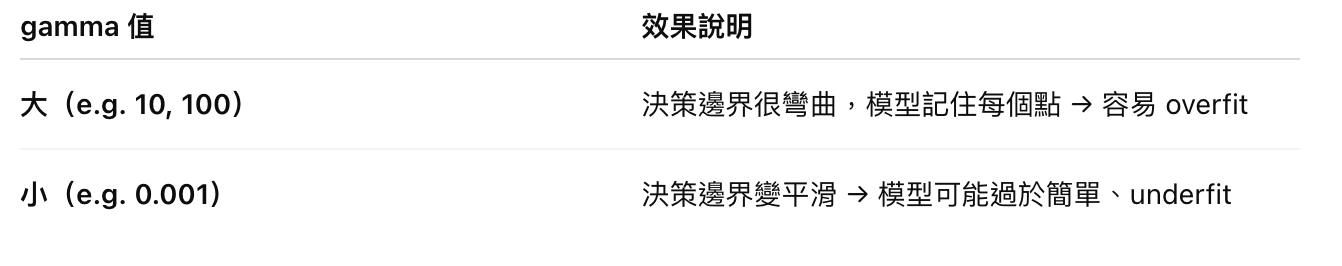 gamma 值 效果說明
大（e.g. 10, 100） 決策邊界很彎曲，模型記住每個點 → 容易 overfit
小（e.g. 0.001） 決策邊界變平滑 → 模型可能過於簡單、underfit